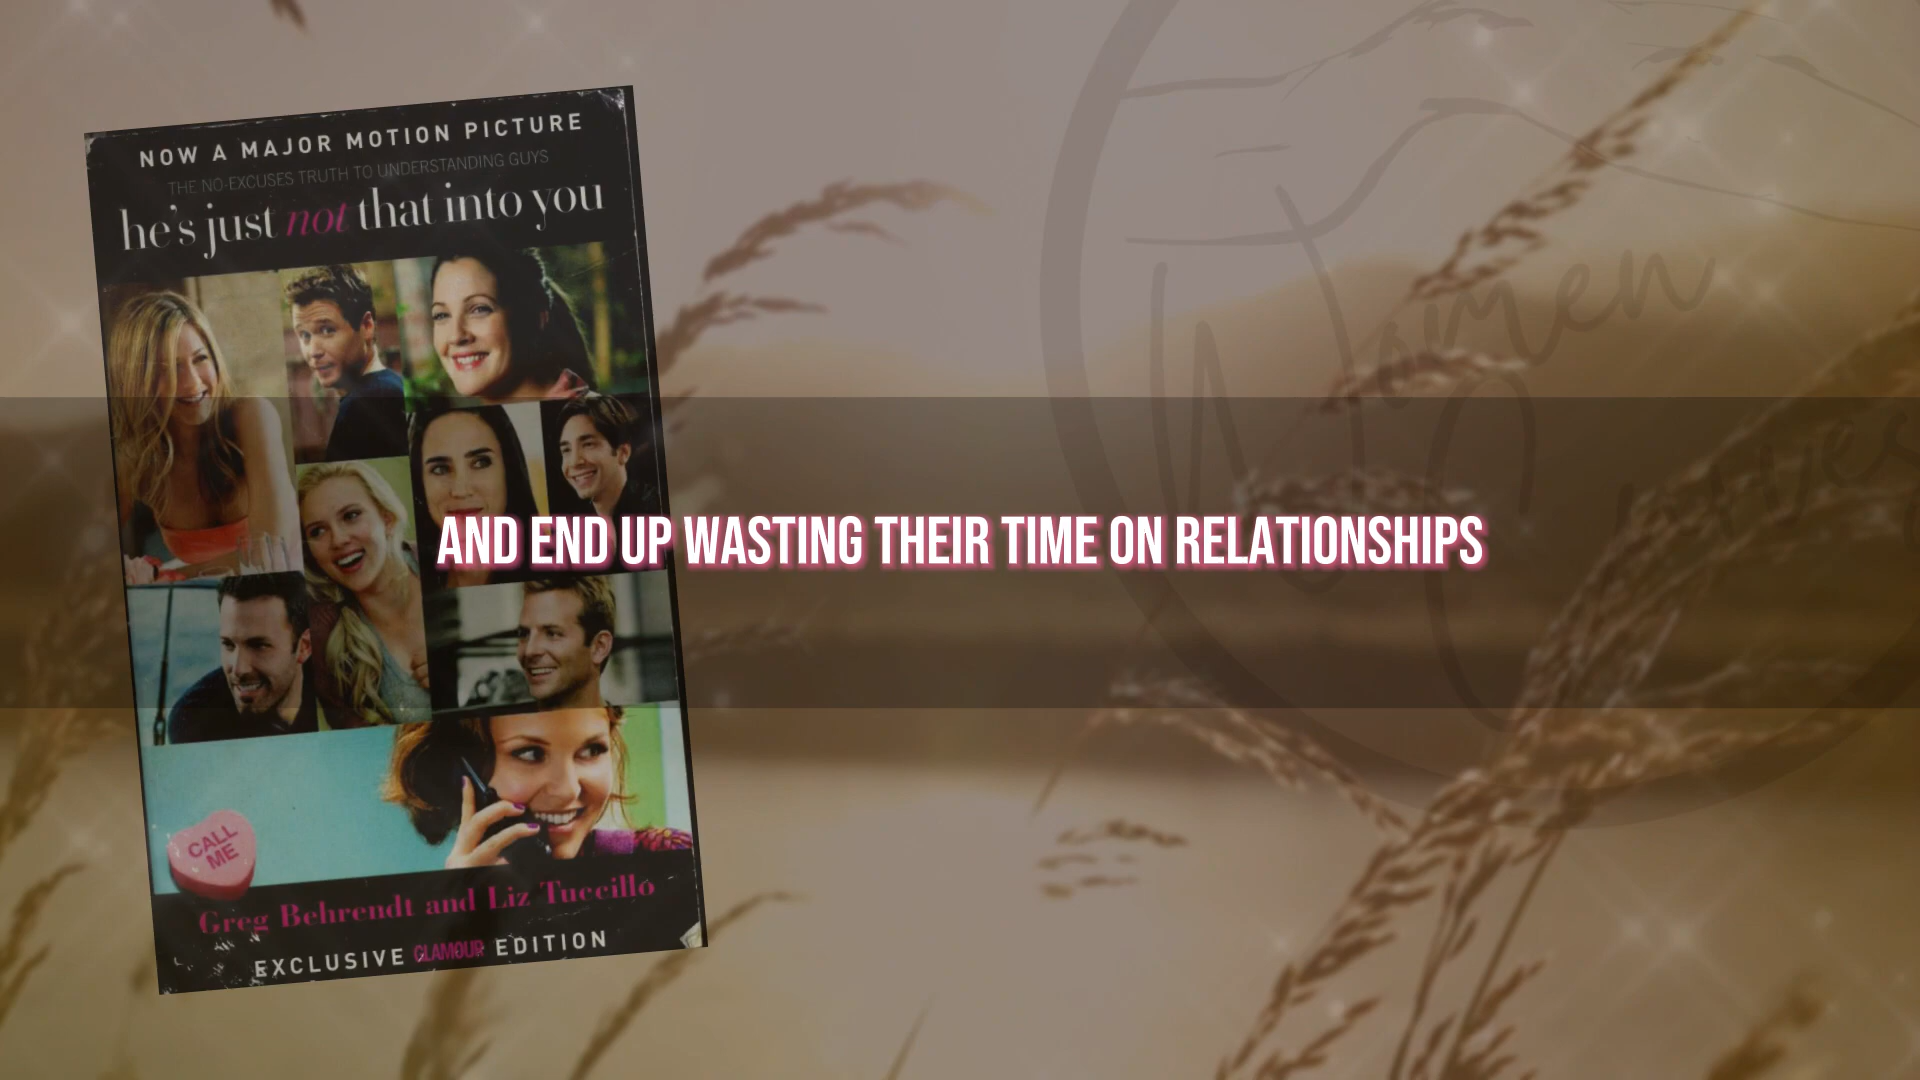 NOW A MAJOR MOTION PICTURE
THE NO-EXCUSES TRUTH TO UNDERSTANDING GUYS
he's just not that into you
AND END UP WASTING THEIR TIME ON RELATIONSHIPS
CALL
ME
Greg Behrendt and Liz Tuccillo
EXCLUSIVE GLAMOUR EDITION
Women